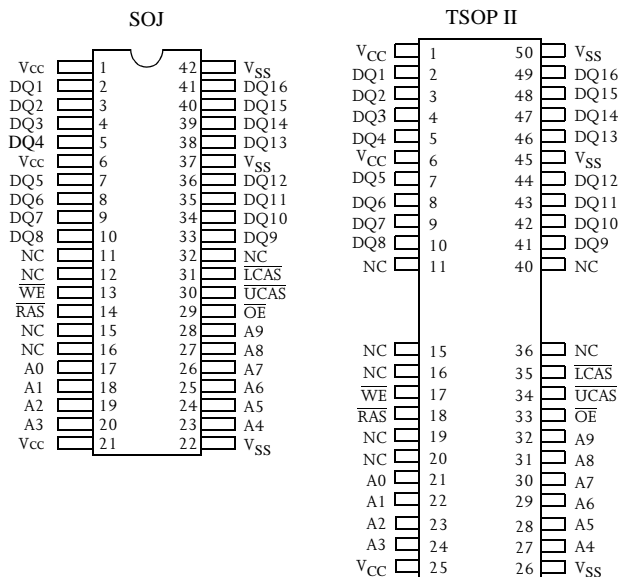 SOJ
Vcc 1 42 VSS
DQ1 2 41 DQ16
DQ2 3 40 DQ15
DQ3 4 39 DQ14
DQ4 5 38 DQ13
Vcc 6 37 VSS
DQ5 7 36 DQ12
DQ6 8 35 DQ11
DQ7 9 34 DQ10
DQ8 10 33 DQ9
NC 11 32 NC
NC 12 31 LCAS
WE 13 30 UCAS
RAS 14 29 OE
NC 15 28 A9
NC 16 27 A8
A0 17 26 A7
A1 18 25 A6
A2 19 24 A5
A3 20 23 A4
Vcc 21 22 VSS
TSOP II
VCC 1 50 VSS
DQ1 2 49 DQ16
DQ2 3 48 DQ15
DQ3 4 47 DQ14
DQ4 5 46 DQ13
VCC 6 45 VSS
DQ5 7 44 DQ12
DQ6 8 43 DQ11
DQ7 9 42 DQ10
DQ8 10 41 DQ9
NC 11 40 NC
NC 15 36 NC
NC 16 35 LCAS
WE 17 34 UCAS
RAS 18 33 OE
NC 19 32 A9
NC 20 31 A8
A0 21 30 A7
A1 22 29 A6
A2 23 28 A5
A3 24 27 A4
VCC 25 26 VSS